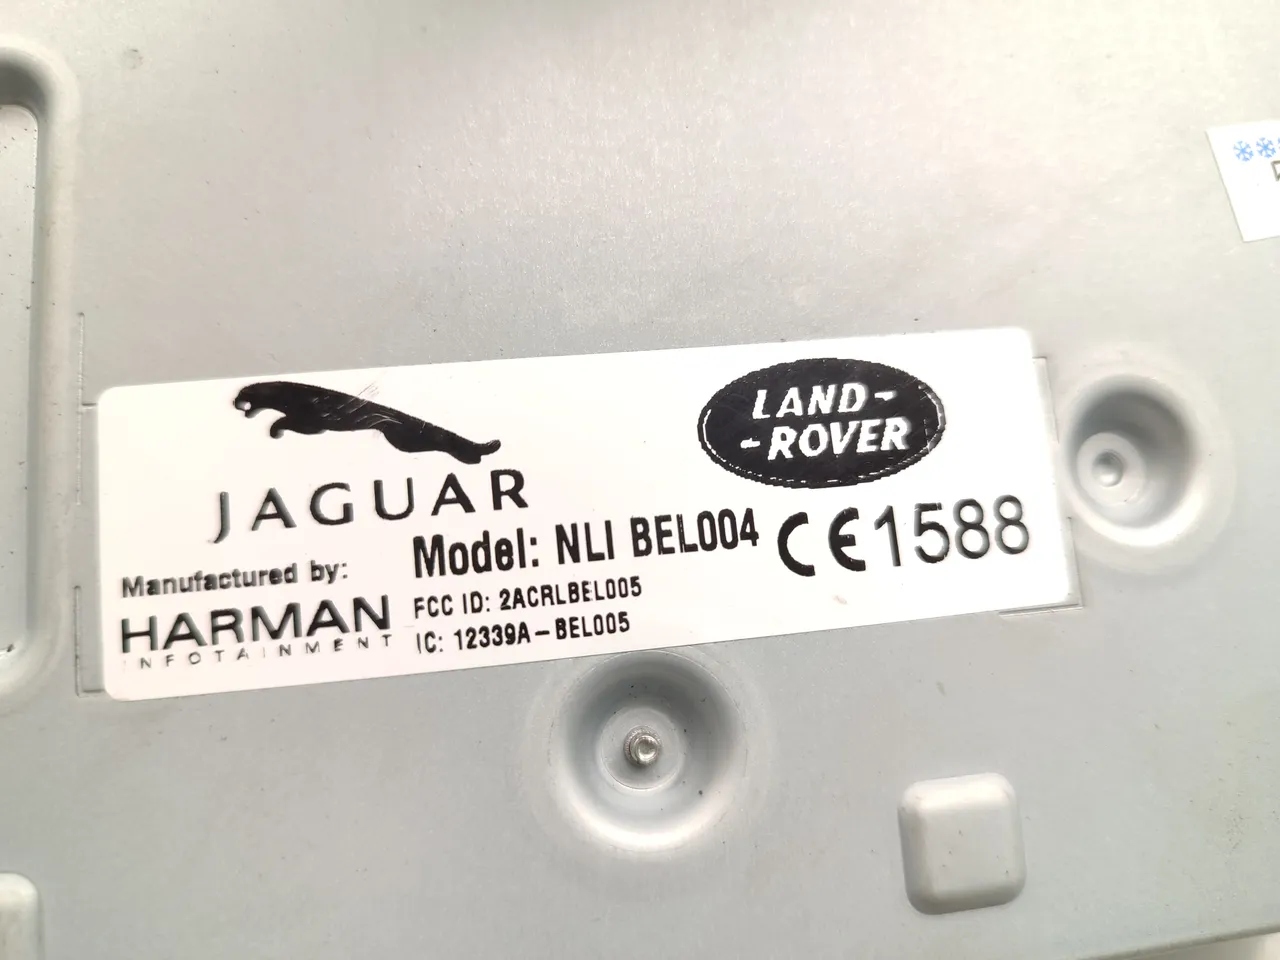 JAGUAR
LAND-
-ROVER
Model: NLI BEL004
CE1588
Manufactured by:
HARMAN
INFOTAINMENT
FCC ID: 2ACRLBEL005
IC: 12339A-BEL005